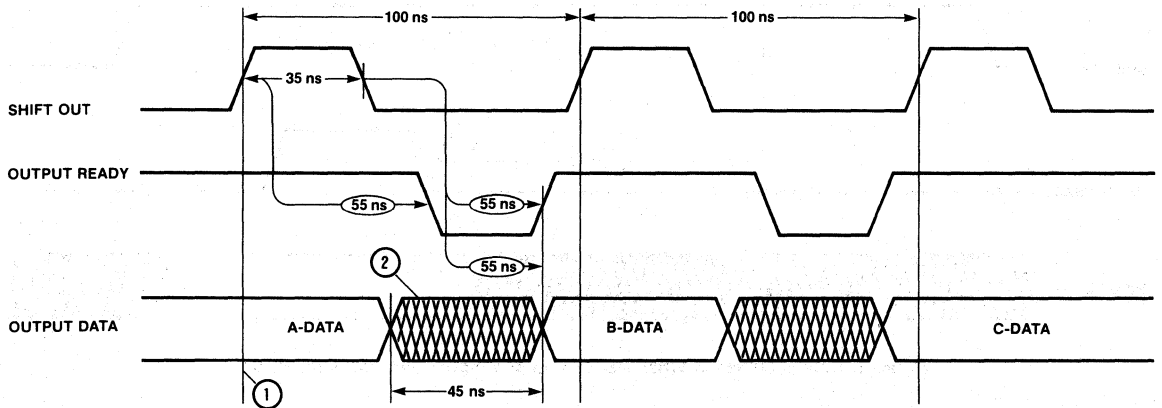 100 ns
100 ns
35 ns
SHIFT OUT
OUTPUT READY
55 ns
55 ns
2
55 ns
OUTPUT DATA
A-DATA
B-DATA
C-DATA
1
45 ns